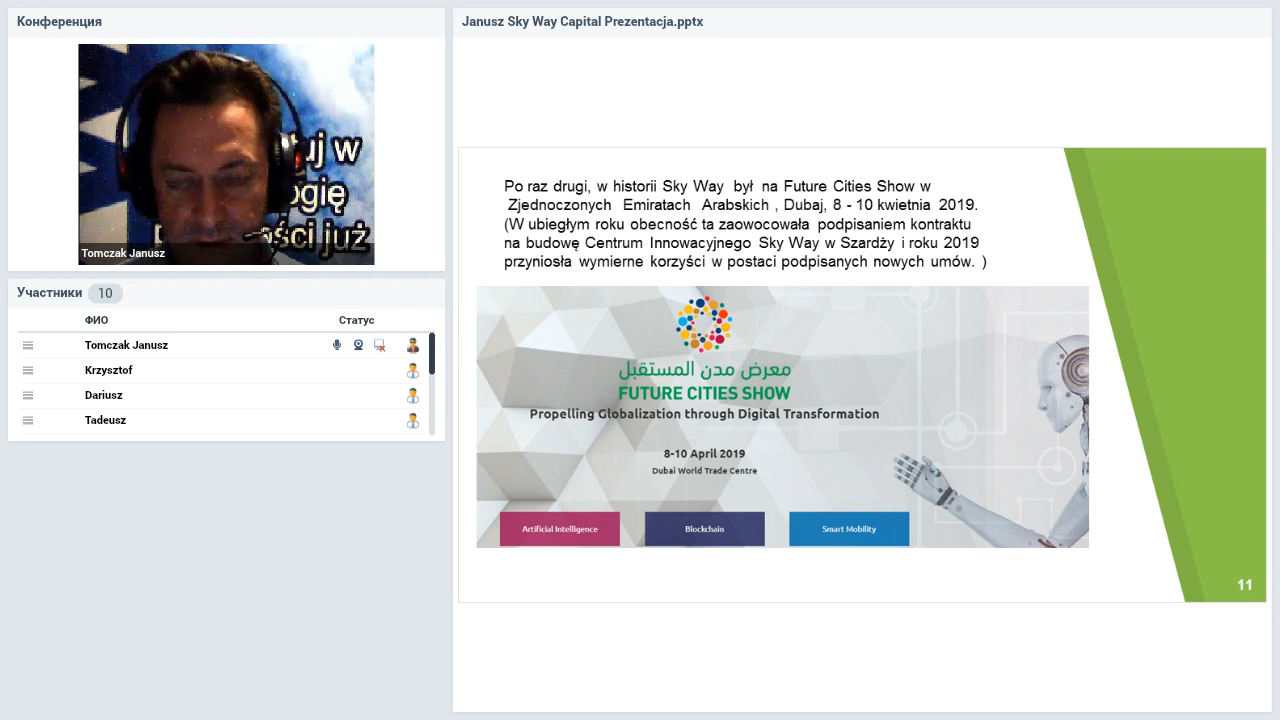 Конференция
uj w
ogię
ści już
Tomczak Janusz
Участники 10
ФИО Статус
Tomczak Janusz
Krzysztof
Dariusz
Tadeusz
Janusz Sky Way Capital Prezentacja.pptx
Po raz drugi, w historii Sky Way był na Future Cities Show w
Zjednoczonych Emiratach Arabskich , Dubaj, 8 - 10 kwietnia 2019.
(W ubiegłym roku obecność ta zaowocowała podpisaniem kontraktu
na budowę Centrum Innowacyjnego Sky Way w Szardży i roku 2019
przyniosła wymierne korzyści w postaci podpisanych nowych umów. )
معرض مدن المستقبل
FUTURE CITIES SHOW
Propelling Globalization through Digital Transformation
8-10 April 2019
Dubai World Trade Centre
Artificial Intelligence Blockchain Smart Mobility
11